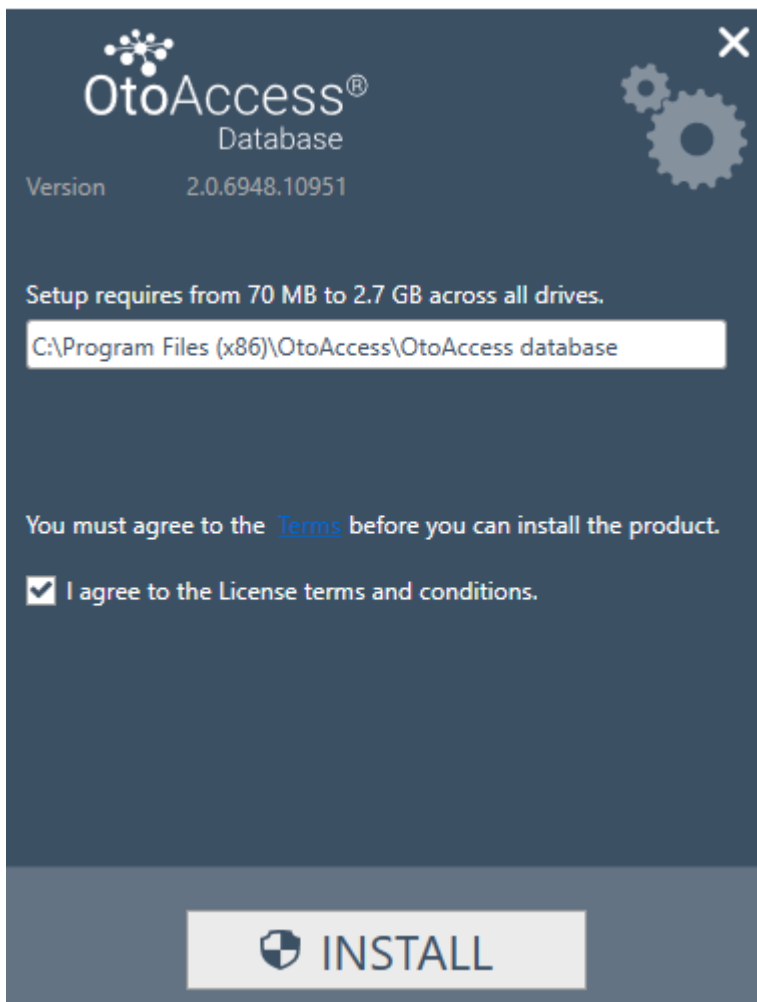 OtoAccess®
Database
Version 2.0.6948.10951
Setup requires from 70 MB to 2.7 GB across all drives.
C:\Program Files (x86)\OtoAccess\OtoAccess database
You must agree to the Terms before you can install the product.
I agree to the License terms and conditions.
INSTALL